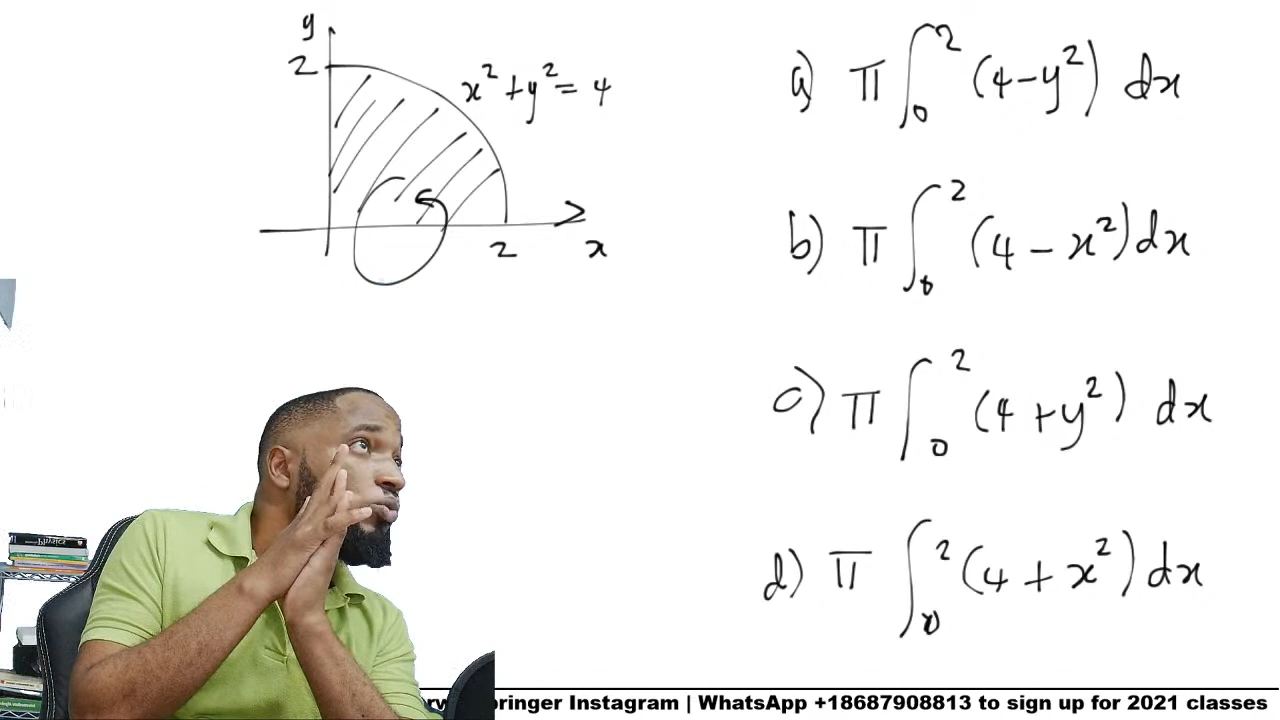 y
2
x² + y² = 4
2
x
a) π ∫₀² (4 − y²) dx
b) π ∫₀² (4 − x²) dx
c) π ∫₀² (4 + y²) dx
d) π ∫₀² (4 + x²) dx
ringer Instagram | WhatsApp +18687908813 to sign up for 2021 classes